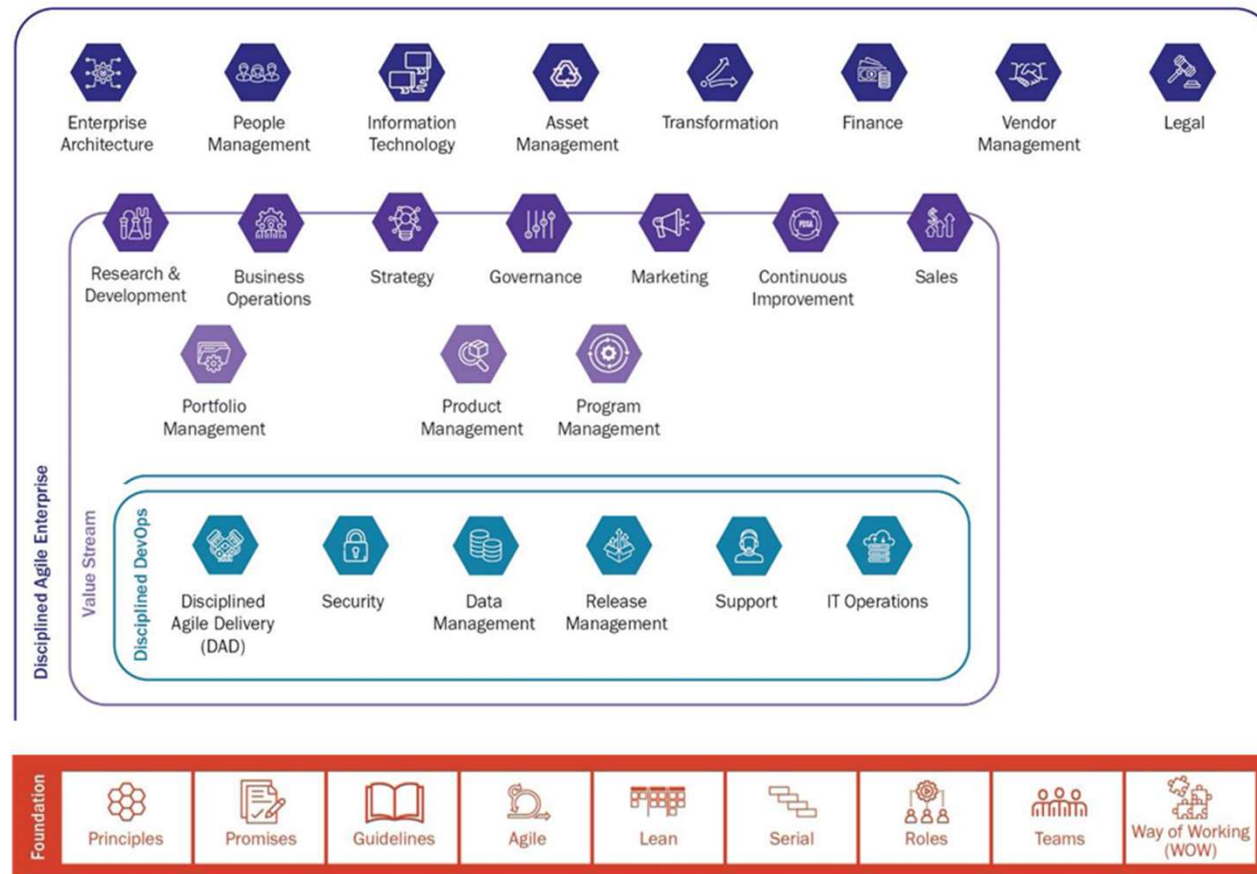 Disciplined Agile Enterprise
Enterprise
Architecture
People
Management
Information
Technology
Asset
Management
Transformation
Finance
Vendor
Management
Legal
Value Stream
Research &
Development
Business
Operations
Strategy
Governance
Marketing
PDSA
Continuous
Improvement
Sales
Portfolio
Management
Product
Management
Program
Management
Disciplined DevOps
Disciplined
Agile Delivery
(DAD)
Security
Data
Management
Release
Management
Support
IT Operations
Foundation
Principles
Promises
Guidelines
Agile
Lean
Serial
Roles
Teams
Way of Working
(WOW)